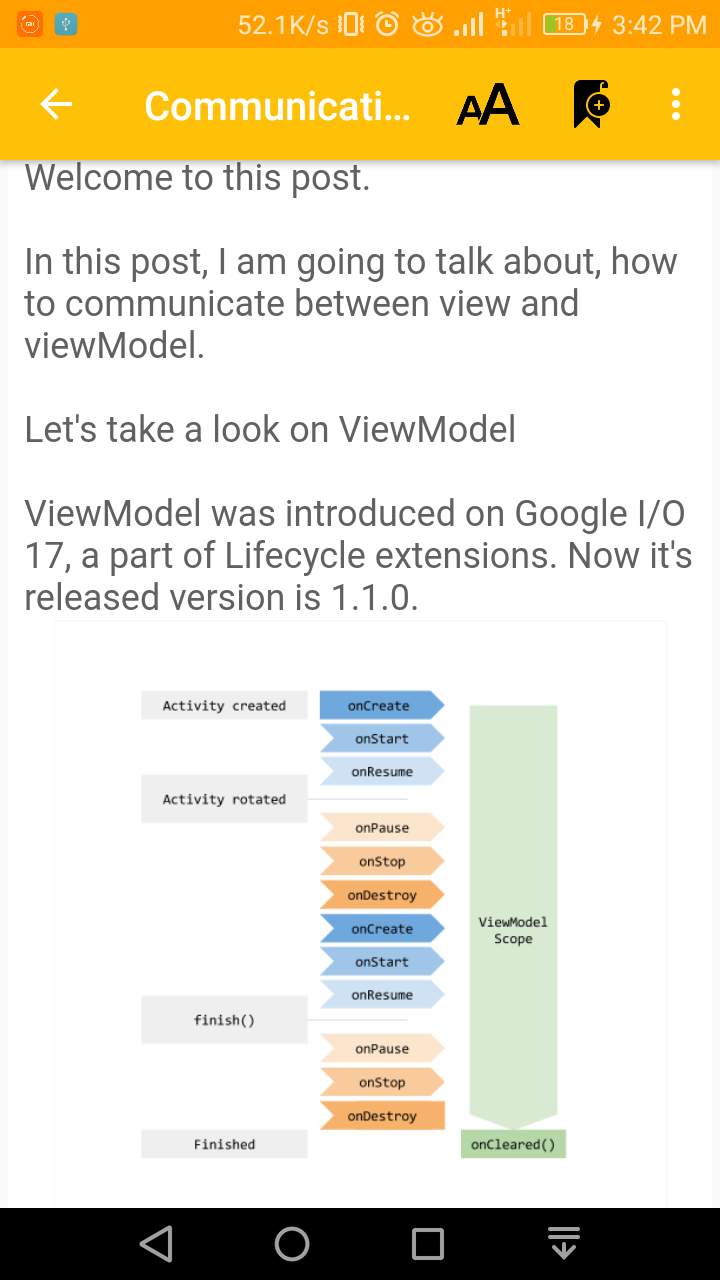 52.1K/s H+ 18 3:42 PM
Communicati... AA
Welcome to this post.
In this post, I am going to talk about, how
to communicate between view and
viewModel.
Let's take a look on ViewModel
ViewModel was introduced on Google I/O
17, a part of Lifecycle extensions. Now it's
released version is 1.1.0.
Activity created
onCreate
onStart
onResume
Activity rotated
onPause
onStop
onDestroy
onCreate
ViewModel
Scope
onStart
onResume
finish()
onPause
onStop
onDestroy
Finished
onCleared()